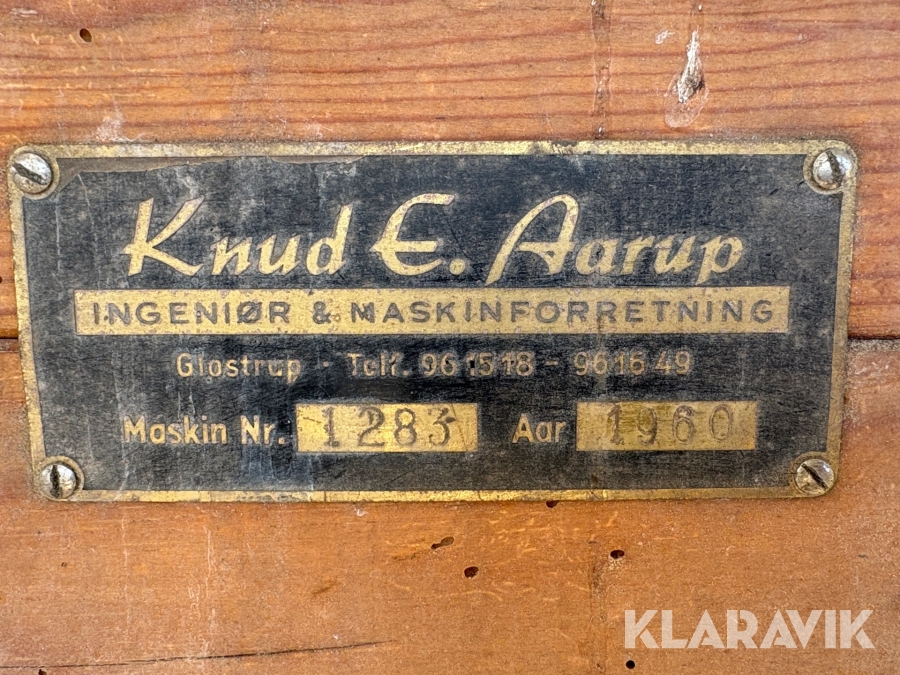 Knud E. Aarup
INGENIØR & MASKINFORRETNING
Glostrup - Telf. 96 15 18 - 96 16 49
Maskin Nr. 1283 Aar 1960
KLARAVIK